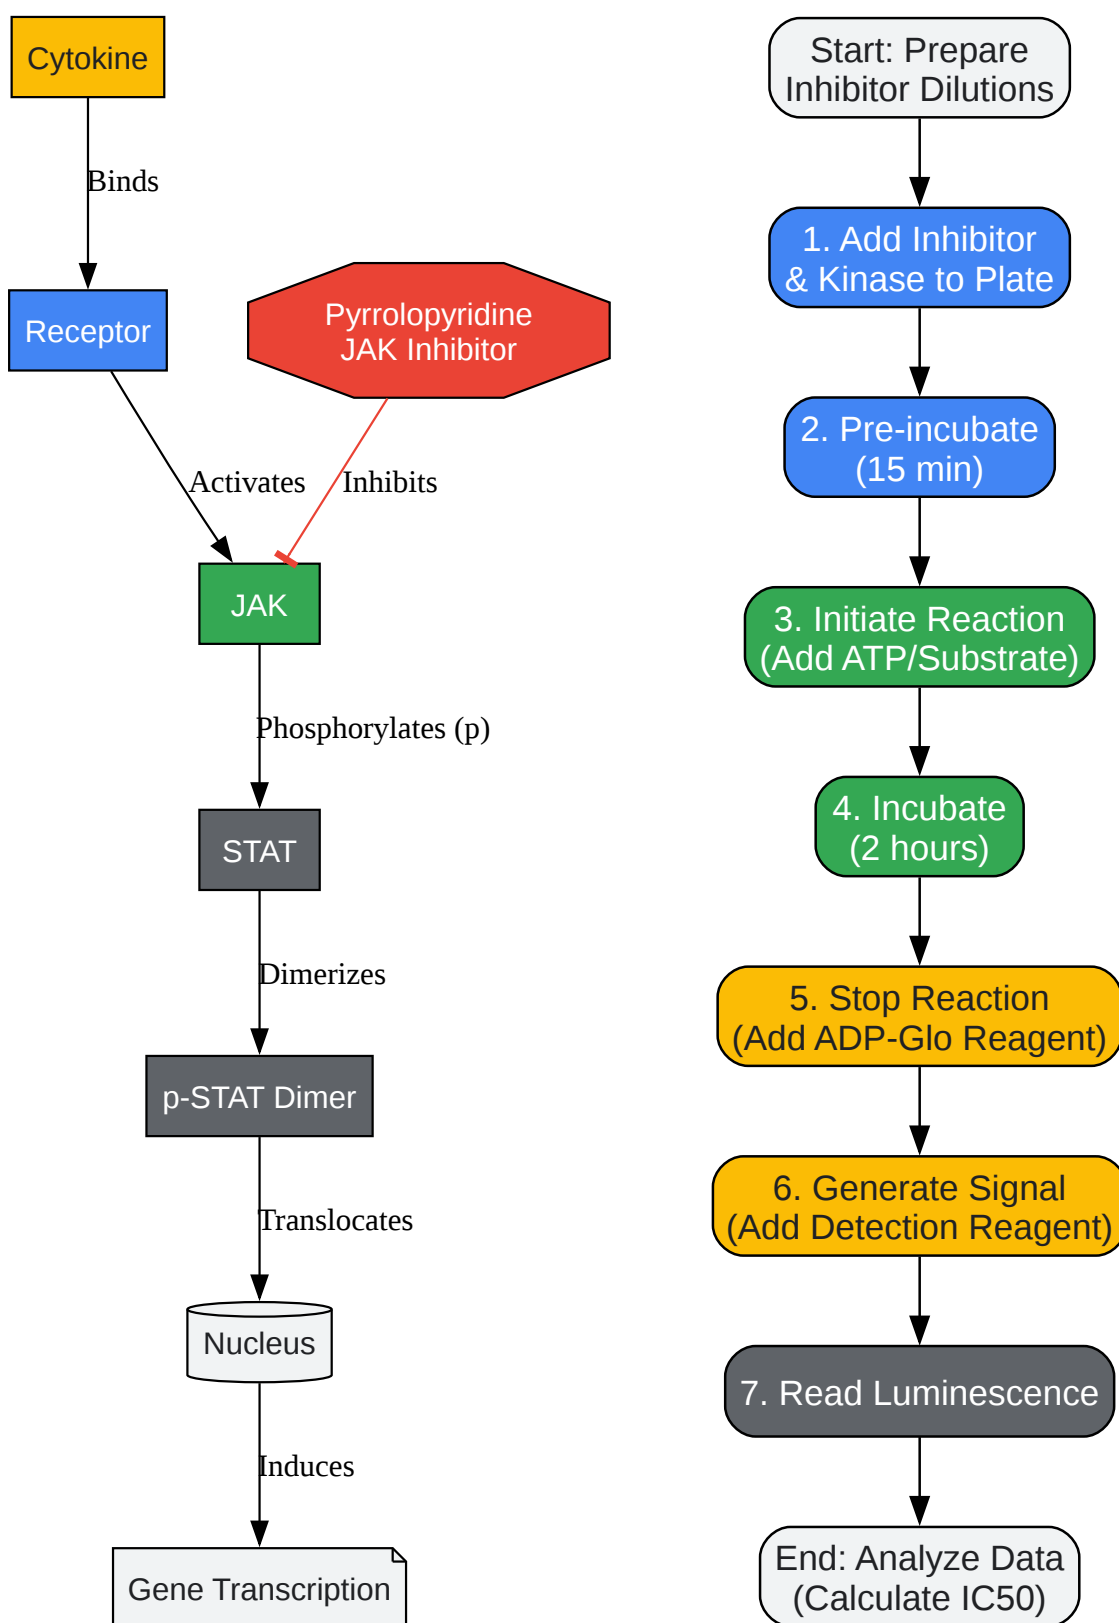 Cytokine
Binds
Receptor
Pyrrolopyridine
JAK Inhibitor
Activates
Inhibits
JAK
Phosphorylates (p)
STAT
Dimerizes
p-STAT Dimer
Translocates
Nucleus
Induces
Gene Transcription
Start: Prepare
Inhibitor Dilutions
1. Add Inhibitor
& Kinase to Plate
2. Pre-incubate
(15 min)
3. Initiate Reaction
(Add ATP/Substrate)
4. Incubate
(2 hours)
5. Stop Reaction
(Add ADP-Glo Reagent)
6. Generate Signal
(Add Detection Reagent)
7. Read Luminescence
End: Analyze Data
(Calculate IC50)